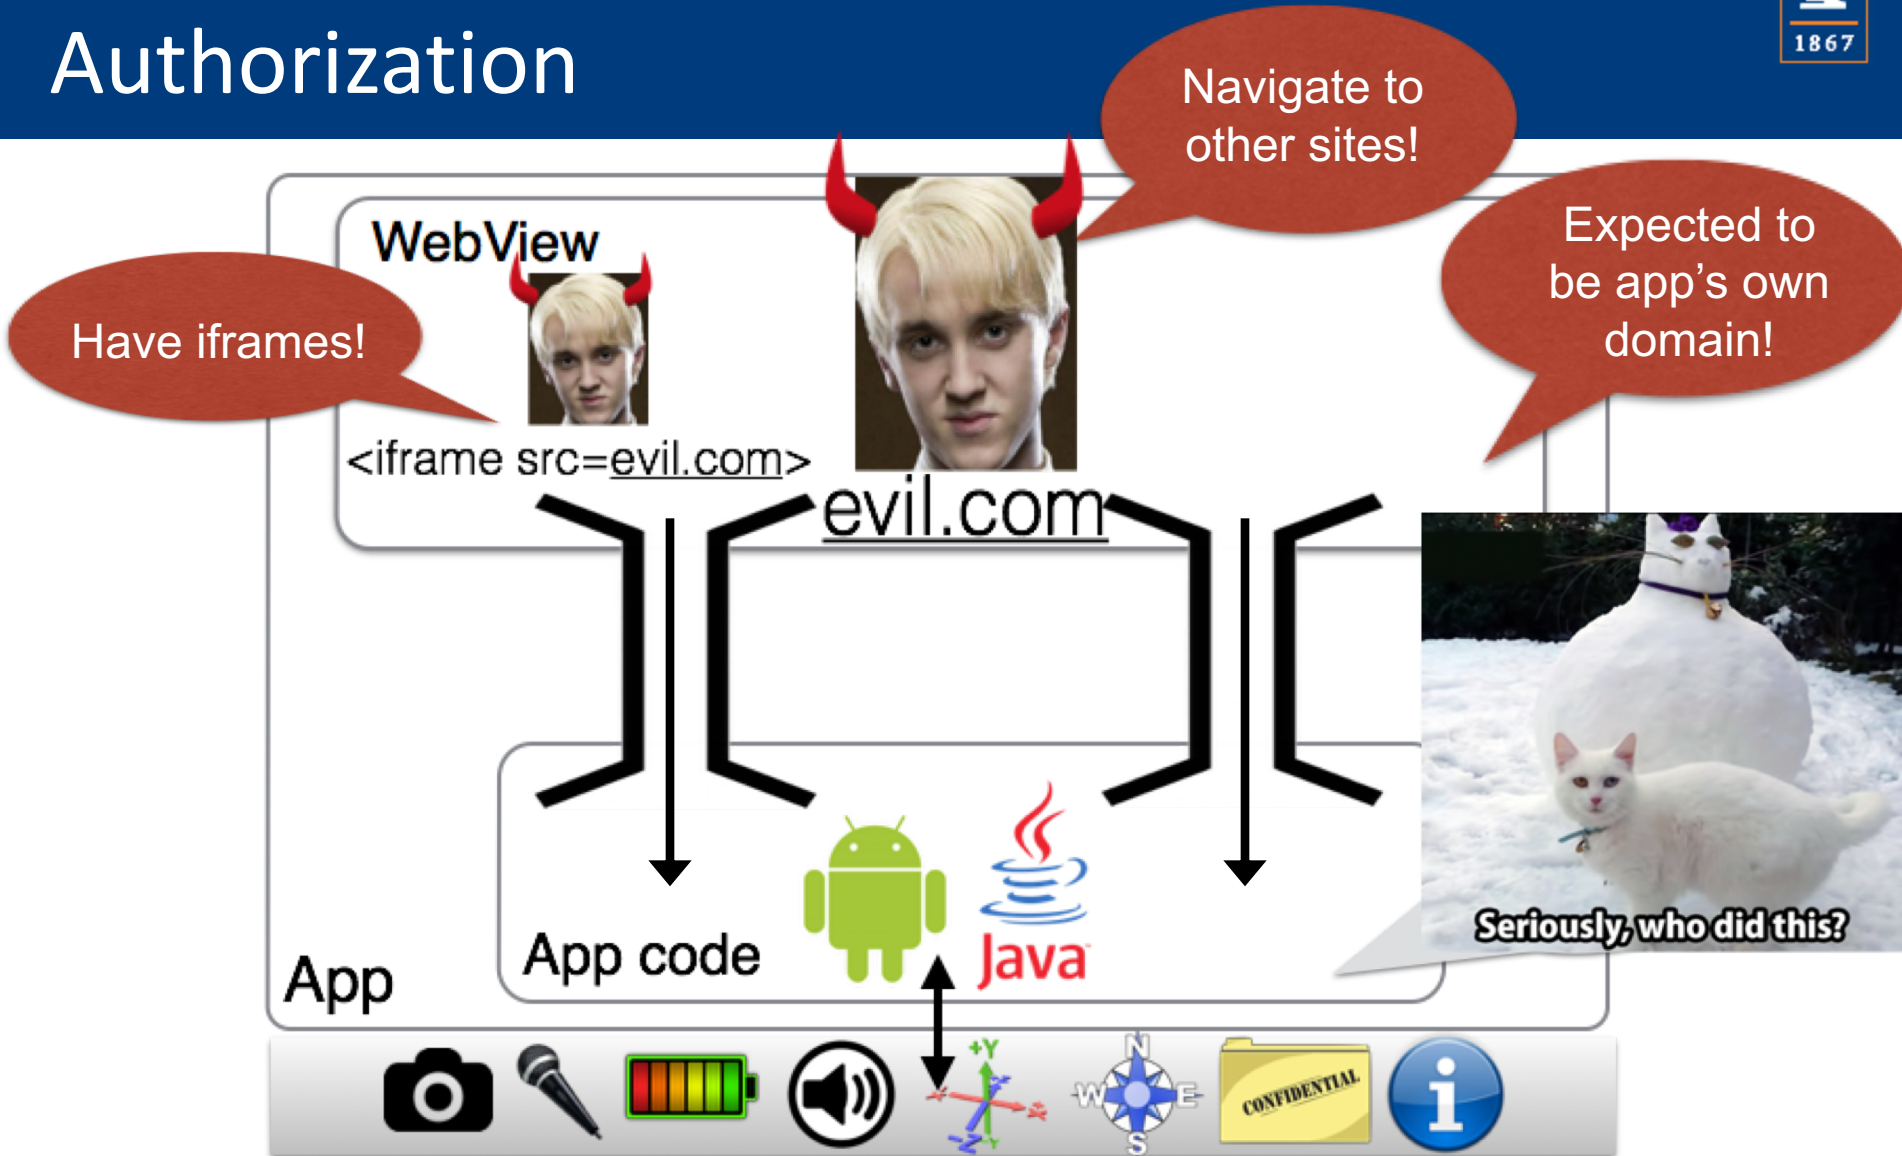 Authorization
1867
Navigate to
other sites!
Expected to
be app's own
domain!
WebView
Have iframes!
<iframe src=evil.com>
evil.com
Seriously, who did this?
App code
Java
App
+Y
-X
+X
-Z
-Y
N
W
E
S
CONFIDENTIAL
i